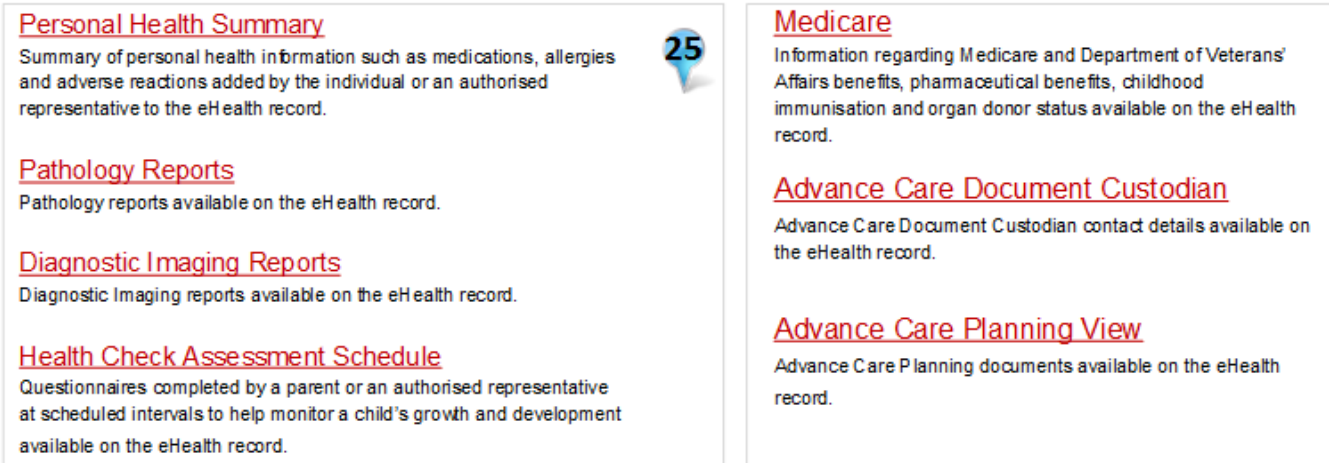 Personal Health Summary
Summary of personal health information such as medications, allergies
and adverse reactions added by the individual or an authorised
representative to the eHealth record.
25
Pathology Reports
Pathology reports available on the eHealth record.
Diagnostic Imaging Reports
Diagnostic Imaging reports available on the eHealth record.
Health Check Assessment Schedule
Questionnaires completed by a parent or an authorised representative
at scheduled intervals to help monitor a child's growth and development
available on the eHealth record.
Medicare
Information regarding Medicare and Department of Veterans'
Affairs benefits, pharmaceutical benefits, childhood
immunisation and organ donor status available on the eHealth
record.
Advance Care Document Custodian
Advance Care Document Custodian contact details available on
the eHealth record.
Advance Care Planning View
Advance Care Planning documents available on the eHealth
record.